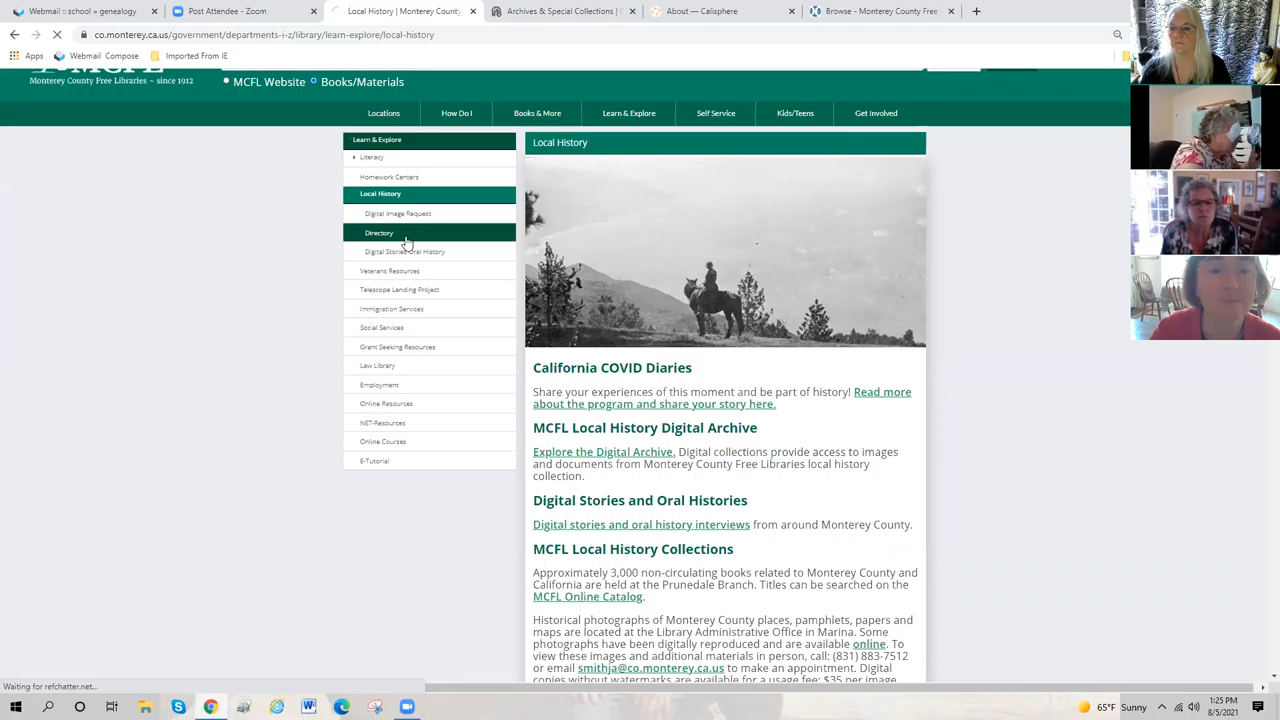 Webmail :: school » genealogy
Post Attendee - Zoom
Local History | Monterey County
Archives & Special Collections | C
About — Calisphere
Browse - Monterey County Free
co.monterey.ca.us/government/departments-i-z/library/learn-explore/local-history
Apps
Webmail Compose
Imported From IE
Monterey County Free Libraries ~ since 1912
MCFL Website
Books/Materials
Locations
How Do I
Books & More
Learn & Explore
Self Service
Kids/Teens
Get Involved
Learn & Explore
Literacy
Homework Centers
Local History
Digital Image Request
Directory
Digital Stories Oral History
Veterans Resources
Telescope Lending Project
Immigration Services
Social Services
Grant Seeking Resources
Law Library
Employment
Online Resources
NET-Resources
Online Courses
E-Tutorial
Local History
California COVID Diaries
Share your experiences of this moment and be part of history! Read more
about the program and share your story here.
MCFL Local History Digital Archive
Explore the Digital Archive. Digital collections provide access to images
and documents from Monterey County Free Libraries local history
collection.
Digital Stories and Oral Histories
Digital stories and oral history interviews from around Monterey County.
MCFL Local History Collections
Approximately 3,000 non-circulating books related to Monterey County and
California are held at the Prunedale Branch. Titles can be searched on the
MCFL Online Catalog.
Historical photographs of Monterey County places, pamphlets, papers and
maps are located at the Library Administrative Office in Marina. Some
photographs have been digitally reproduced and are available online. To
view these images and additional materials in person, call: (831) 883-7512
or email smithja@co.monterey.ca.us to make an appointment. Digital
copies without watermarks are available for a usage fee: $35 per image
Waiting for refchatter.net...
65°F Sunny
1:25 PM
8/5/2021